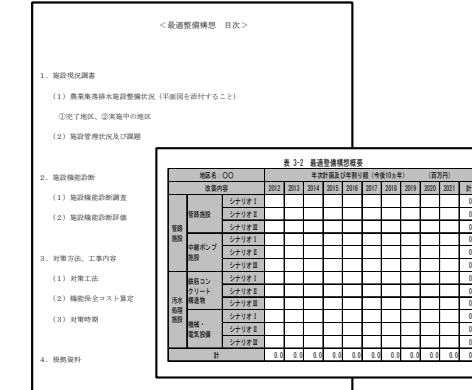 <最適整備構想 目次>
1．施設現況調書
(1) 農業集落排水施設整備状況（平面図を添付すること）
①完了地区、②実施中の地区
(2) 施設管理状況及び課題
2．施設機能診断
(1) 施設機能診断調査
(2) 施設機能診断評価
3．対策方法、工事内容
(1) 対策工法
(2) 機能保全コスト算定
(3) 対策時期
4．根拠資料
表 3-2 最適整備構想概要
地区名：〇〇 年次計画及び年割り額（今後10ヵ年） （百万円）
改築内容 2012 2013 2014 2015 2016 2017 2018 2019 2020 2021 計
管路施設 管路施設 シナリオⅠ 0
シナリオⅡ 0
シナリオⅢ 0
中継ポンプ施設 シナリオⅠ 0
シナリオⅡ 0
シナリオⅢ 0
汚水処理施設 鉄筋コンクリート構造物 シナリオⅠ 0
シナリオⅡ 0
シナリオⅢ 0
機械・電気設備 シナリオⅠ 0
シナリオⅡ 0
シナリオⅢ 0
計 0.0 0.0 0.0 0.0 0.0 0.0 0.0 0.0 0.0 0.0 0